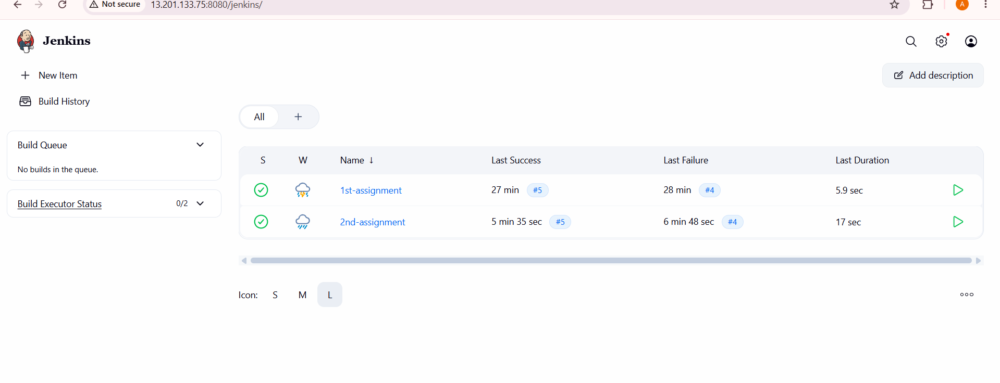 Not secure 13.201.133.75:8080/jenkins/
A
Jenkins
New Item
Add description
Build History
All +
Build Queue
No builds in the queue.
Build Executor Status 0/2
S W Name ↓ Last Success Last Failure Last Duration
1st-assignment 27 min #5 28 min #4 5.9 sec
2nd-assignment 5 min 35 sec #5 6 min 48 sec #4 17 sec
Icon: S M L